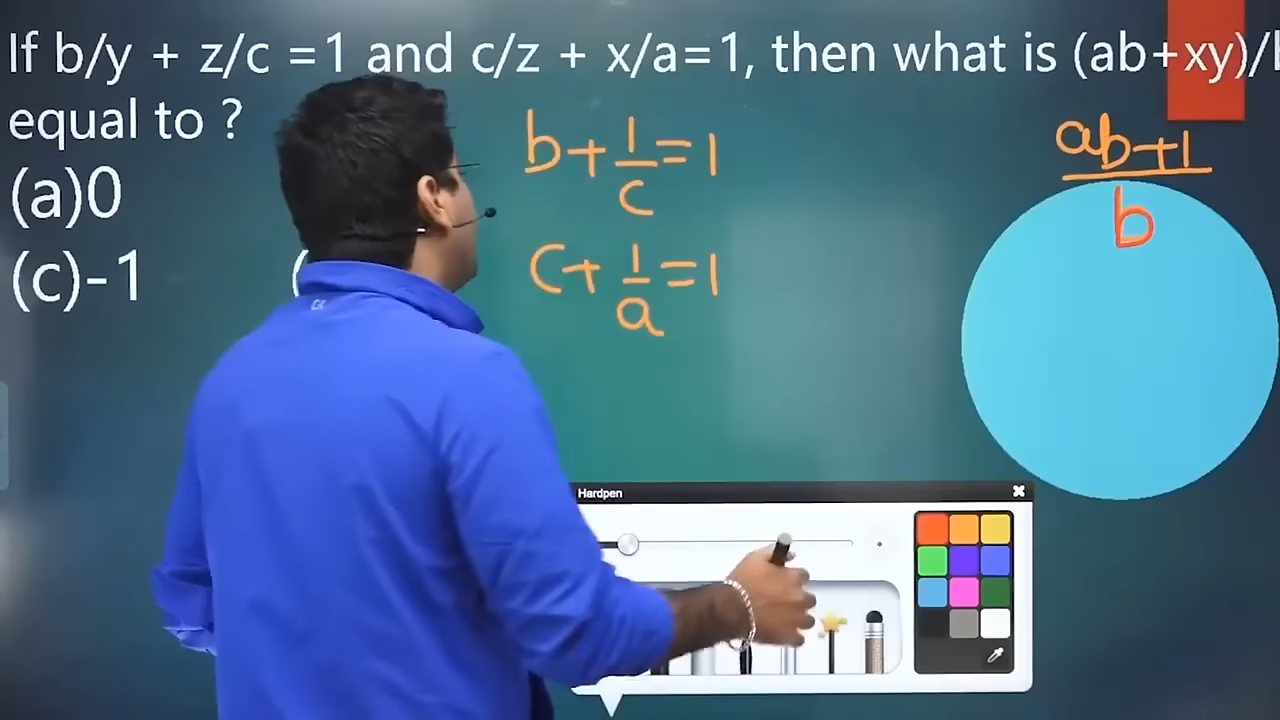 If b/y + z/c =1 and c/z + x/a=1, then what is (ab+xy)/
equal to ?
(a)0
(c)-1
(
b + 1/c = 1
c + 1/a = 1
ab+1
b
Hardpen